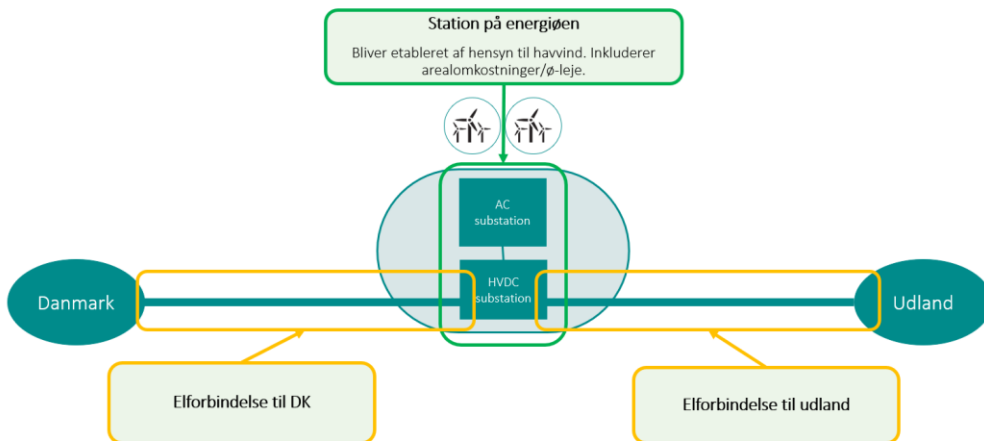 Station på energiøen
Bliver etableret af hensyn til havvind. Inkluderer
arealomkostninger/ø-leje.
AC
substation
HVDC
substation
Danmark
Udland
Elforbindelse til DK
Elforbindelse til udland